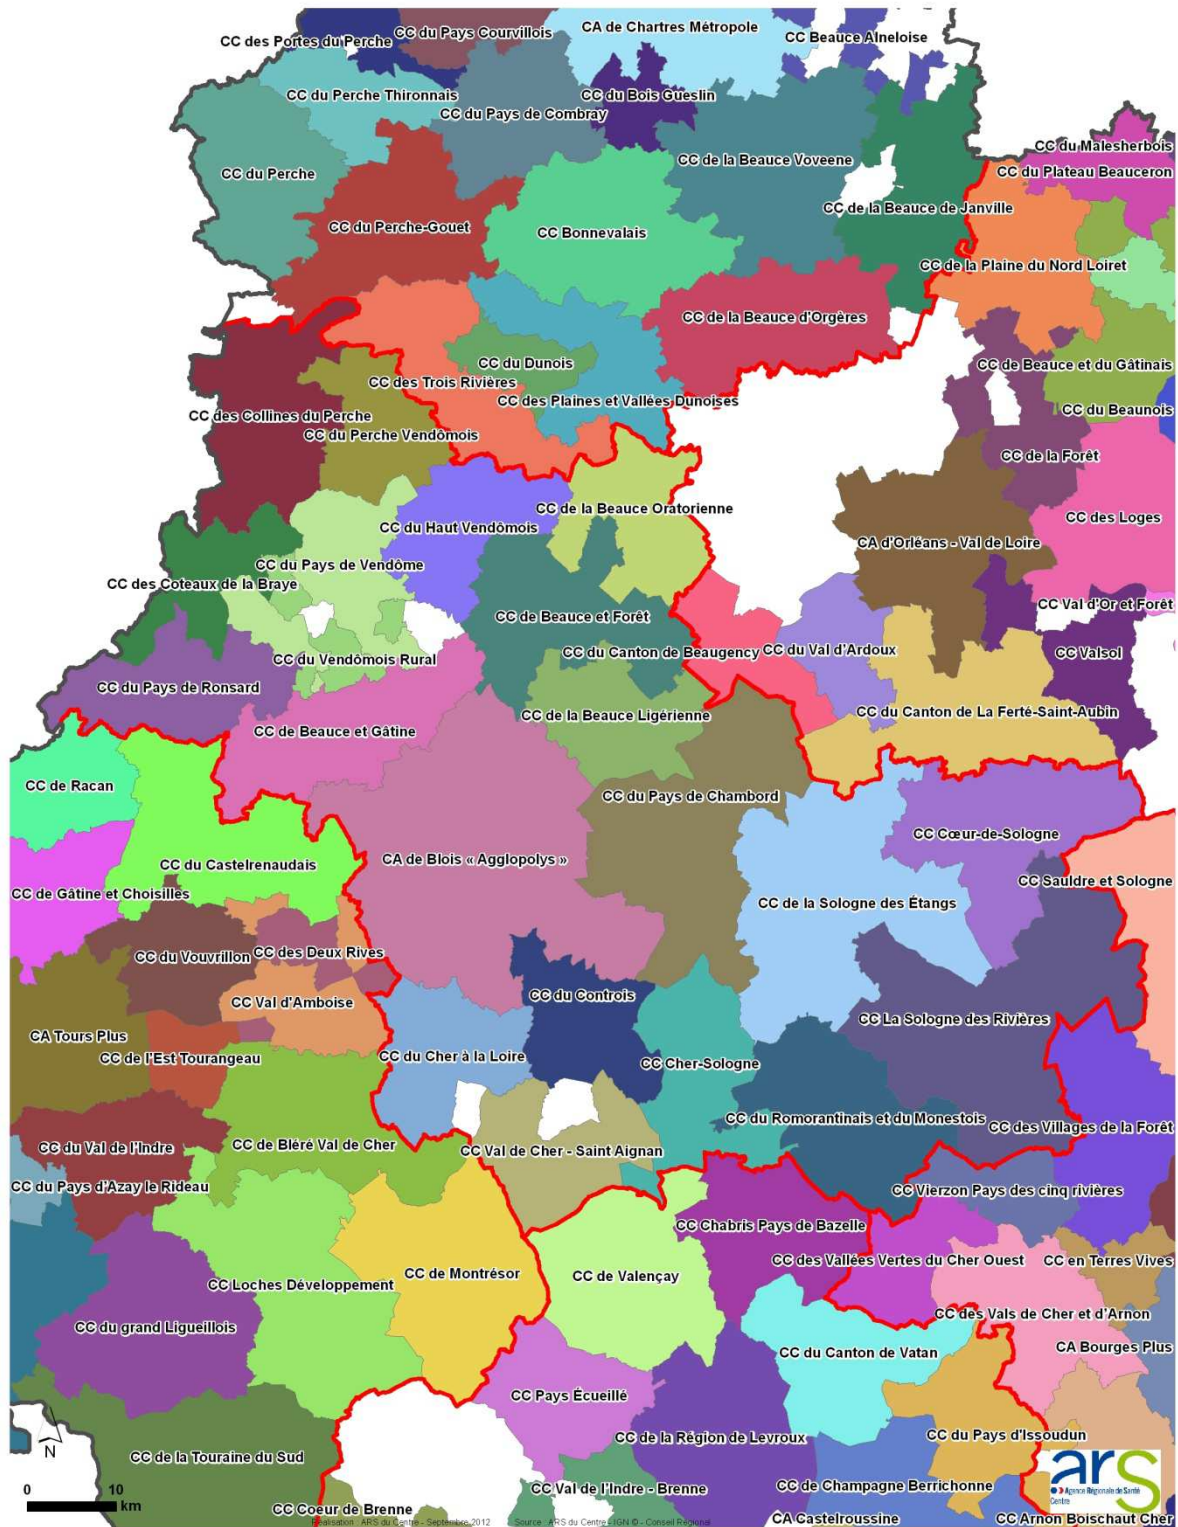 CA de Chartres Métropole
CC du Pays Courvillois
CC Beauce Alneloise
CC des Portes du Perche
CC du Perche Thironnais
CC du Bois Gueslin
CC du Pays de Combray
CC du Malesherbois
CC de la Beauce Voveene
CC du Plateau Beauceron
CC du Perche
CC de la Beauce de Janville
CC du Perche-Gouet
CC Bonnevalais
CC de la Plaine du Nord Loiret
CC de la Beauce d'Orgères
CC du Dunois
CC de Beauce et du Gâtinais
CC des Trois Rivières
CC des Plaines et Vallées Dunoises
CC du Beaunois
CC des Collines du Perche
CC du Perche Vendômois
CC de la Forêt
CC de la Beauce Oratorienne
CC des Loges
CC du Haut Vendômois
CA d'Orléans - Val de Loire
CC du Pays de Vendôme
CC des Coteaux de la Braye
CC Val d'Or et Forêt
CC de Beauce et Forêt
CC du Canton de Beaugency
CC du Val d'Ardoux
CC Valsol
CC du Vendômois Rural
CC du Pays de Ronsard
CC de la Beauce Ligérienne
CC du Canton de La Ferté-Saint-Aubin
CC de Beauce et Gâtine
CC de Racan
CC du Pays de Chambord
CC Cœur-de-Sologne
CA de Blois « Agglopolys »
CC du Castelrenaudais
CC Sauldre et Sologne
CC de Gâtine et Choisilles
CC de la Sologne des Étangs
CC des Deux Rives
CC du Vouvrillon
CC du Controis
CC Val d'Amboise
CC La Sologne des Rivières
CA Tours Plus
CC de l'Est Tourangeau
CC du Cher à la Loire
CC Cher-Sologne
CC du Romorantinais et du Monestois
CC des Villages de la Forêt
CC du Val de l'Indre
CC de Bléré Val de Cher
CC Val de Cher - Saint Aignan
CC du Pays d'Azay le Rideau
CC Vierzon Pays des cinq rivières
CC Chabris Pays de Bazelle
CC des Vallées Vertes du Cher Ouest
CC en Terres Vives
CC de Montrésor
CC de Valençay
CC Loches Développement
CC des Vals de Cher et d'Arnon
CC du grand Ligueillois
CA Bourges Plus
CC du Canton de Vatan
CC Pays Écueillé
CC du Pays d'Issoudun
CC de la Région de Levroux
CC de la Touraine du Sud
N
CC de Champagne Berrichonne
CC Val de l'Indre - Brenne
0 10
km
CC Coeur de Brenne
ars
Agence Régionale de Santé
Centre
CA Castelroussine
CC Arnon Boischaut Cher
Réalisation : ARS du Centre - Septembre 2012 Source : ARS du Centre - IGN © - Conseil Régional